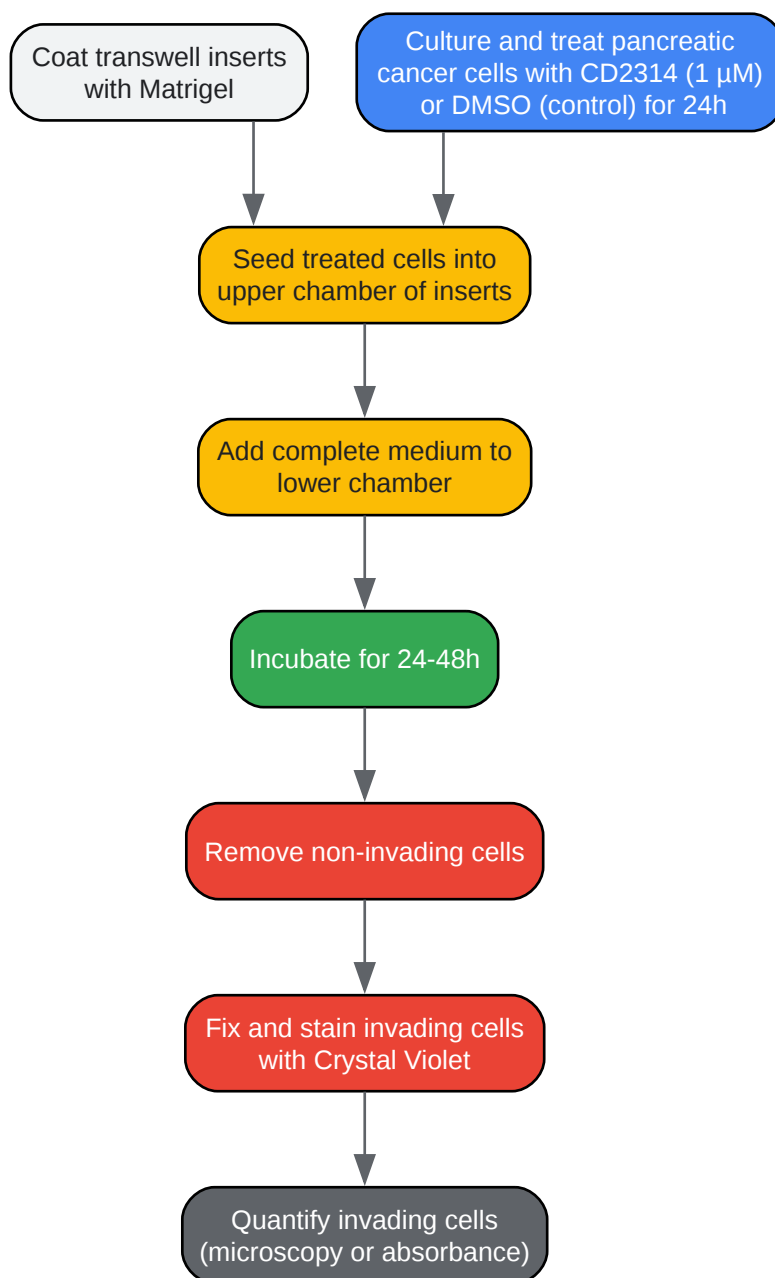 Coat transwell inserts
with Matrigel
Culture and treat pancreatic
cancer cells with CD2314 (1 µM)
or DMSO (control) for 24h
Seed treated cells into
upper chamber of inserts
Add complete medium to
lower chamber
Incubate for 24-48h
Remove non-invading cells
Fix and stain invading cells
with Crystal Violet
Quantify invading cells
(microscopy or absorbance)